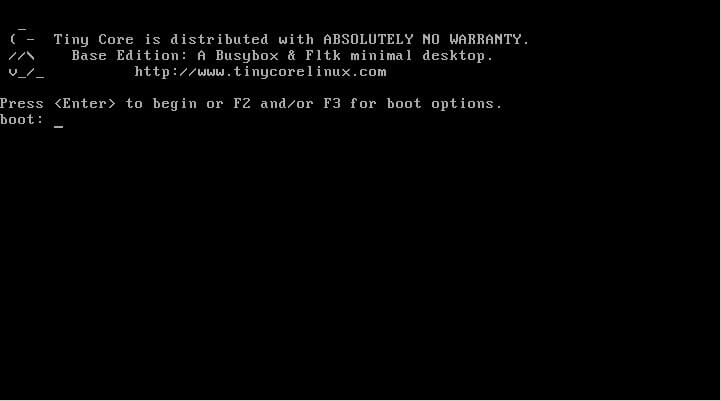 _
( -  Tiny Core is distributed with ABSOLUTELY NO WARRANTY.
//\    Base Edition: A Busybox & Fltk minimal desktop.
v_/_          http://www.tinycorelinux.com
Press <Enter> to begin or F2 and/or F3 for boot options.
boot: _